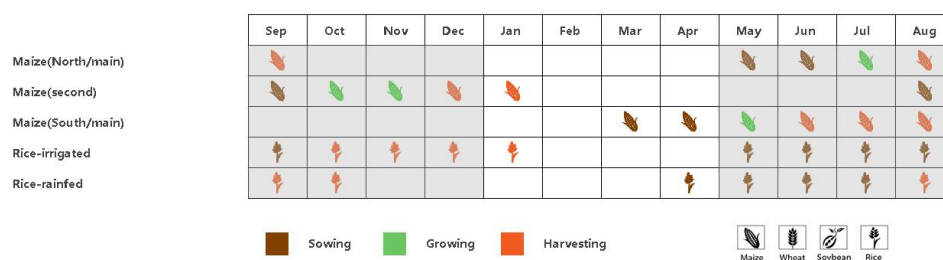 Sep Oct Nov Dec Jan Feb Mar Apr May Jun Jul Aug
Maize(North/main)
Maize(second)
Maize(South/main)
Rice-irrigated
Rice-rainfed
Sowing Growing Harvesting
Maize Wheat Soybean Rice